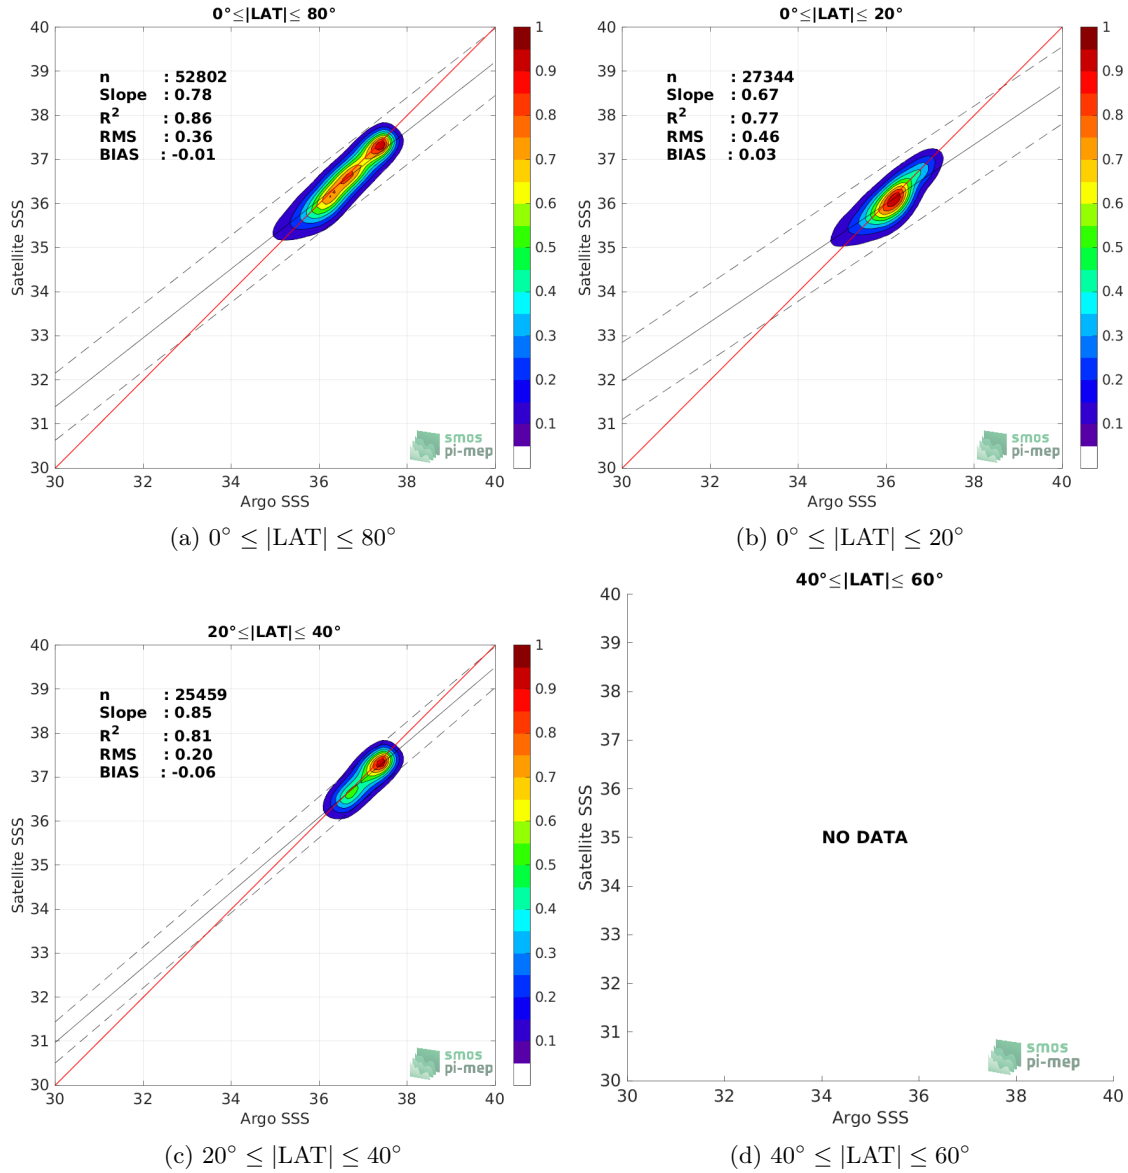 0°≤|LAT|≤ 80°
40
39
38
37
36
35
34
33
32
31
30
30 32 34 36 38 40
Satellite SSS
Argo SSS
n : 52802
Slope : 0.78
R2 : 0.86
RMS : 0.36
BIAS : -0.01
smos
pi-mep
1
0.9
0.8
0.7
0.6
0.5
0.4
0.3
0.2
0.1
(a) 0° ≤ |LAT| ≤ 80°
0°≤|LAT|≤ 20°
40
39
38
37
36
35
34
33
32
31
30
30 32 34 36 38 40
Satellite SSS
Argo SSS
n : 27344
Slope : 0.67
R2 : 0.77
RMS : 0.46
BIAS : 0.03
smos
pi-mep
1
0.9
0.8
0.7
0.6
0.5
0.4
0.3
0.2
0.1
(b) 0° ≤ |LAT| ≤ 20°
20°≤|LAT|≤ 40°
40
39
38
37
36
35
34
33
32
31
30
30 32 34 36 38 40
Satellite SSS
Argo SSS
n : 25459
Slope : 0.85
R2 : 0.81
RMS : 0.20
BIAS : -0.06
smos
pi-mep
1
0.9
0.8
0.7
0.6
0.5
0.4
0.3
0.2
0.1
(c) 20° ≤ |LAT| ≤ 40°
40°≤|LAT|≤ 60°
40
39
38
37
36
35
34
33
32
31
30
30 32 34 36 38 40
Satellite SSS
Argo SSS
NO DATA
smos
pi-mep
(d) 40° ≤ |LAT| ≤ 60°